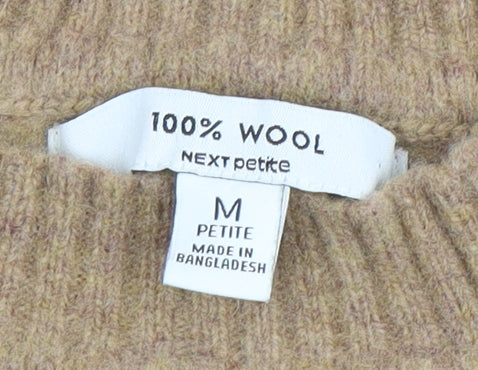 100% WOOL
NEXT petite
M
PETITE
MADE IN
BANGLADESH